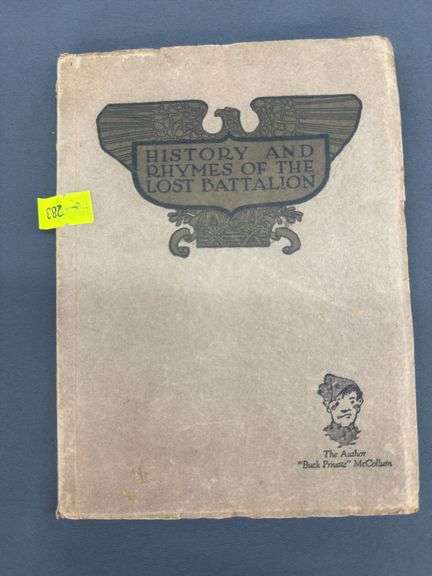 HISTORY AND
RHYMES OF THE
LOST BATTALION
283
The Author
"Buck Private" McCollum